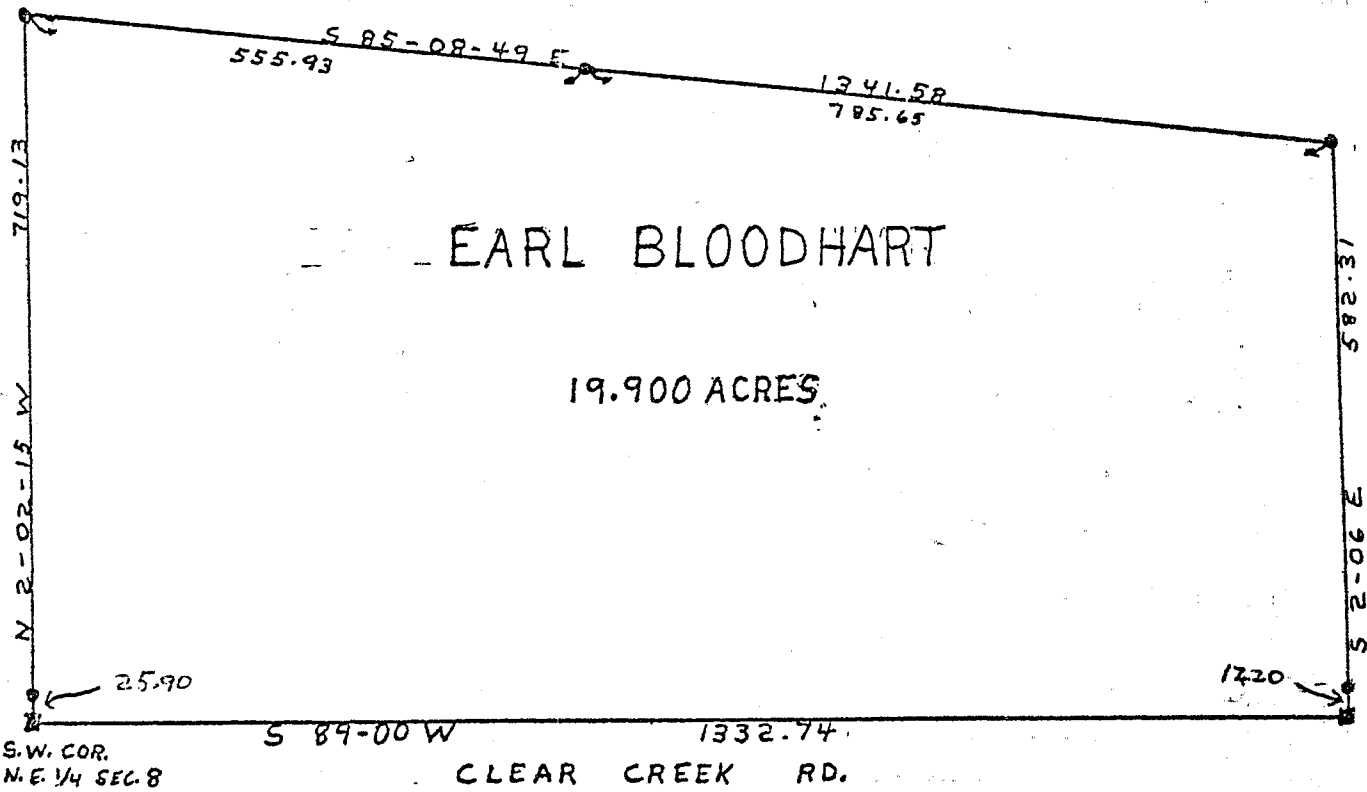 S 85-08-49 E
555.93
1341.58
785.65
719.13
EARL BLOODHART
582.31
19.900 ACRES
N 2-02-15 W
S 2-06 E
25.90
S 89-00 W
1332.74
S.W. COR.
N.E. 1/4 SEC. 8
CLEAR CREEK RD.